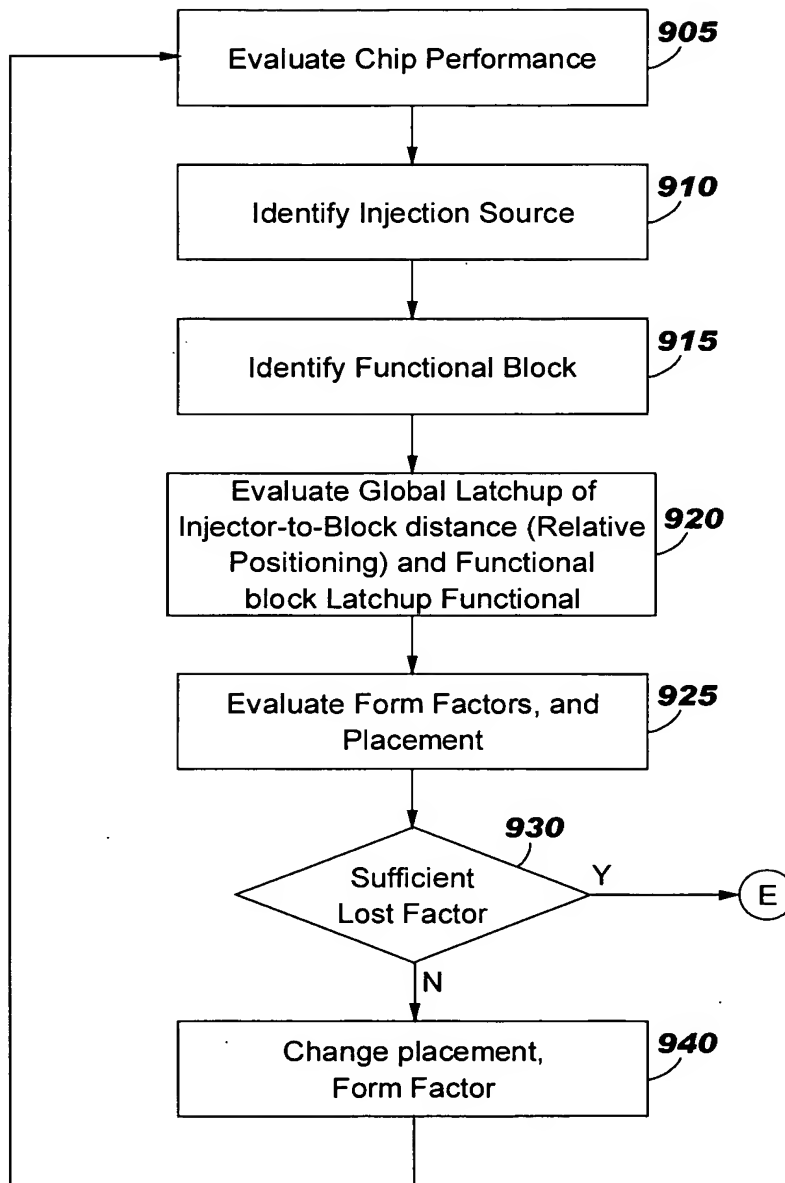 Evaluate Chip Performance
905
Identify Injection Source
910
Identify Functional Block
915
Evaluate Global Latchup of
Injector-to-Block distance (Relative
Positioning) and Functional
block Latchup Functional
920
Evaluate Form Factors, and
Placement
925
Sufficient
Lost Factor
930
Y
E
N
Change placement,
Form Factor
940